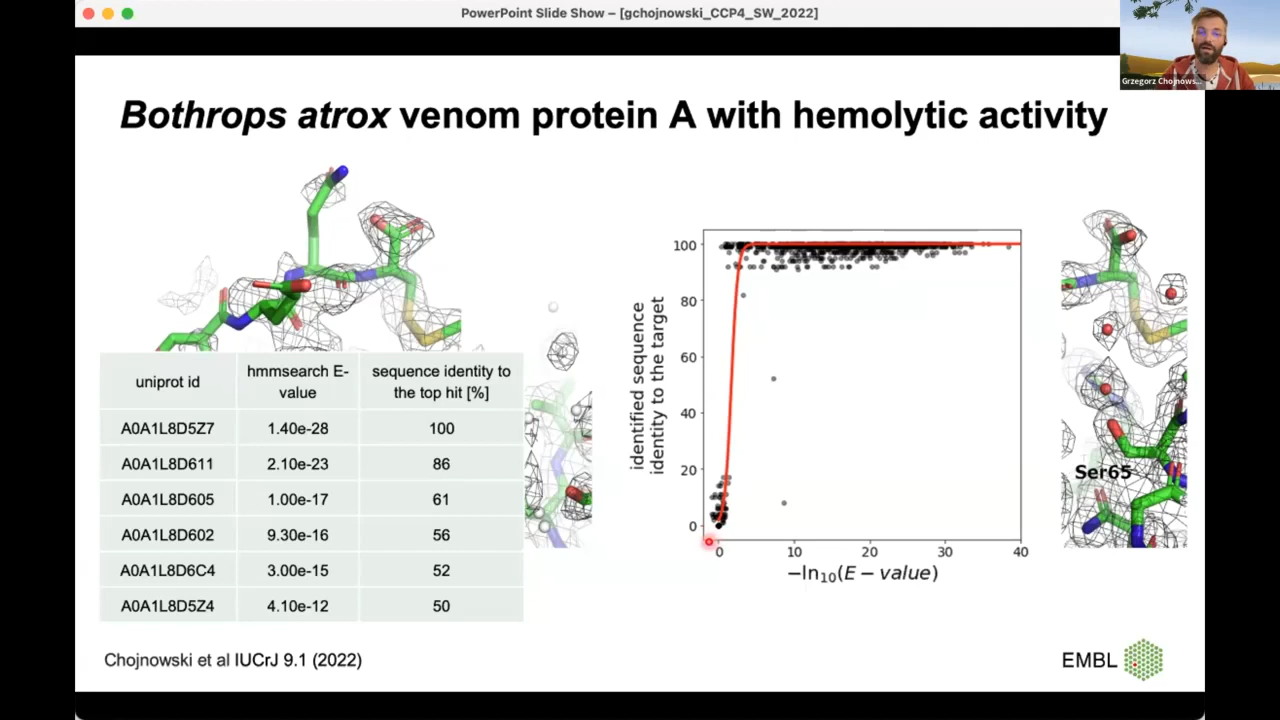 PowerPoint Slide Show – [gchojnowski_CCP4_SW_2022]
Grzegorz Chojnows...
Bothrops atrox venom protein A with hemolytic activity
uniprot id hmmsearch E-value sequence identity to the top hit [%]
A0A1L8D5Z7 1.40e-28 100
A0A1L8D611 2.10e-23 86
A0A1L8D605 1.00e-17 61
A0A1L8D602 9.30e-16 56
A0A1L8D6C4 3.00e-15 52
A0A1L8D5Z4 4.10e-12 50
identified sequence
identity to the target
100
80
60
40
20
0
0 10 20 30 40
−ln₁₀(E − value)
Ser65
Chojnowski et al IUCrJ 9.1 (2022)
EMBL